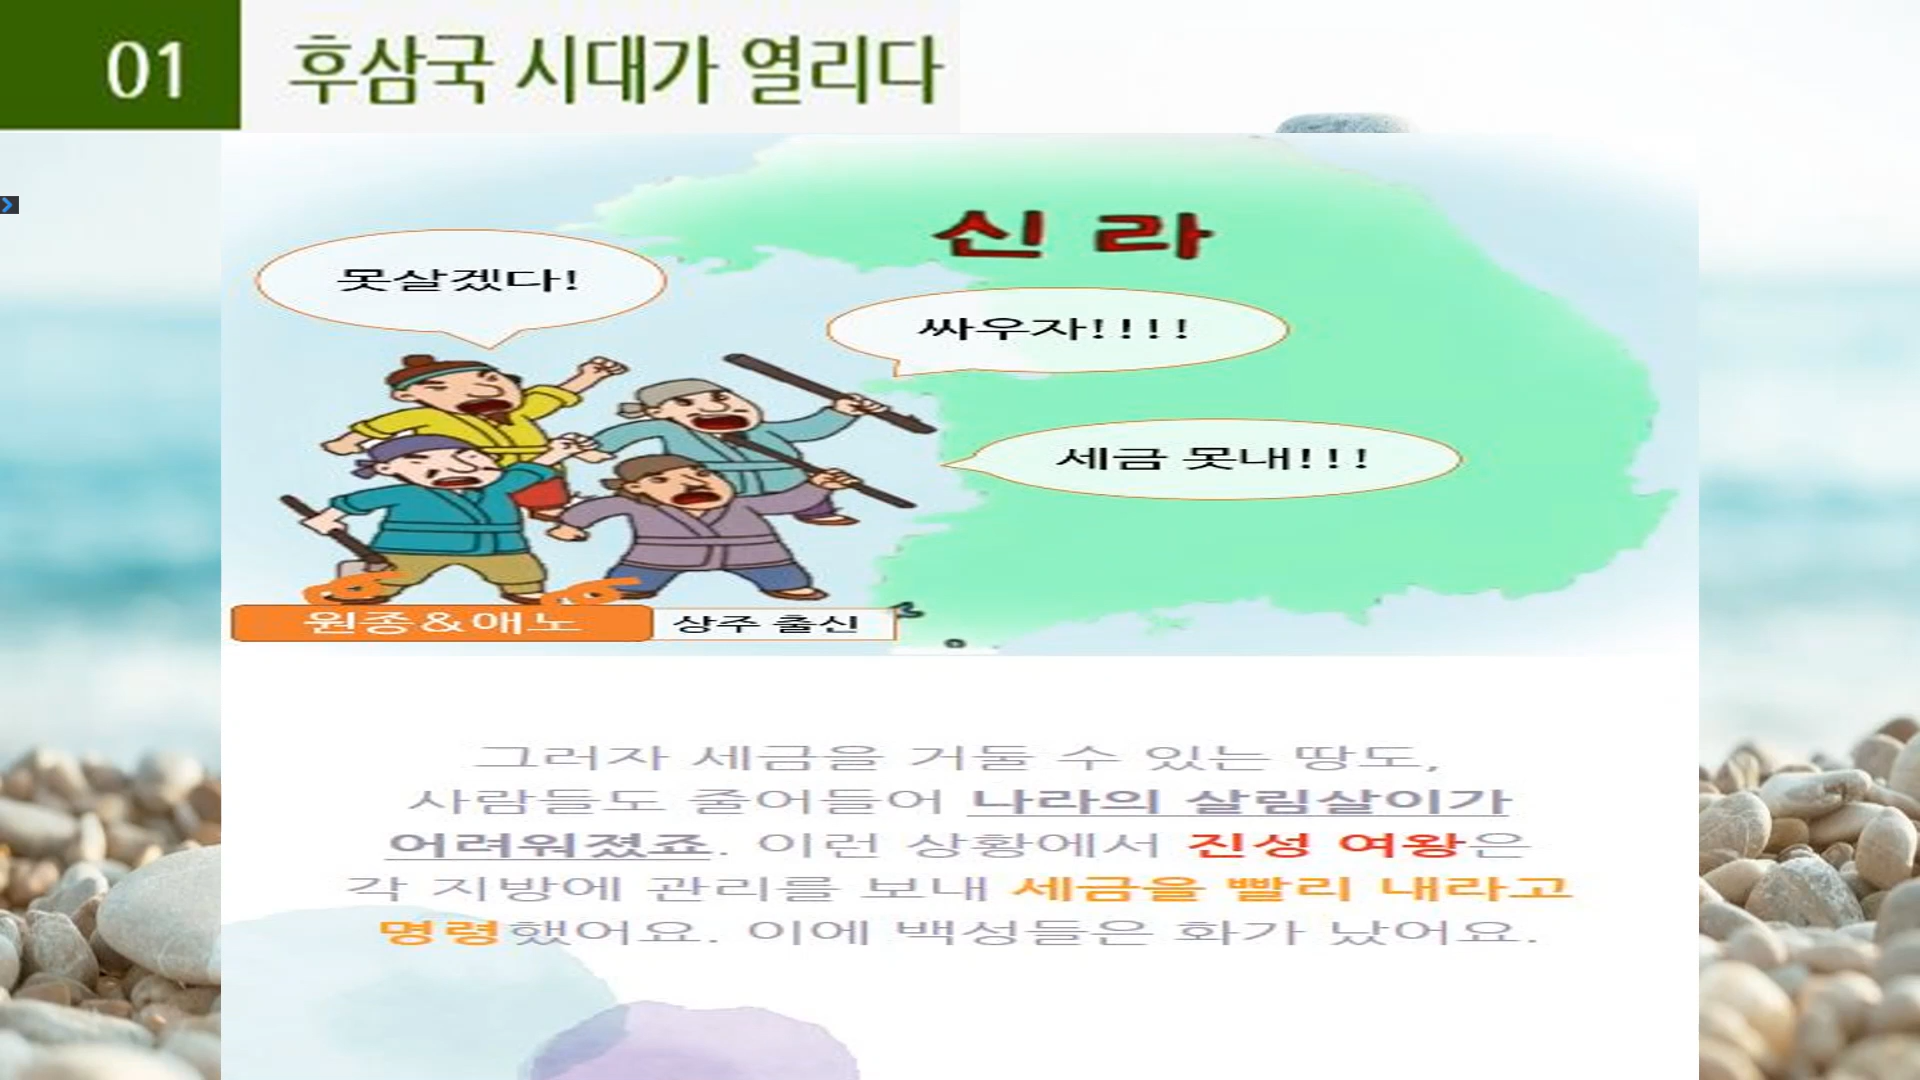 01 후삼국 시대가 열리다
신 라
못살겠다!
싸우자!!!!
세금 못내!!!
원종&애노 상주 출신
그러자 세금을 거둘 수 있는 땅도,
사람들도 줄어들어 나라의 살림살이가
어려워졌죠. 이런 상황에서 진성 여왕은
각 지방에 관리를 보내 세금을 빨리 내라고
명령했어요. 이에 백성들은 화가 났어요.